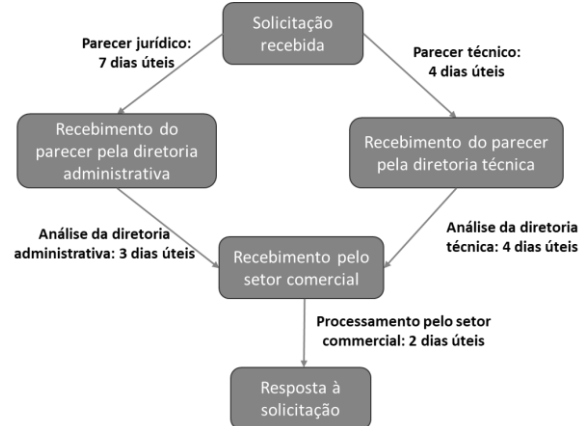 Solicitação
recebida
Parecer jurídico:
7 dias úteis
Parecer técnico:
4 dias úteis
Recebimento do
parecer pela diretoria
administrativa
Recebimento do parecer
pela diretoria técnica
Análise da diretoria
administrativa: 3 dias úteis
Análise da diretoria
técnica: 4 dias úteis
Recebimento pelo
setor comercial
Processamento pelo setor
commercial: 2 dias úteis
Resposta à
solicitação